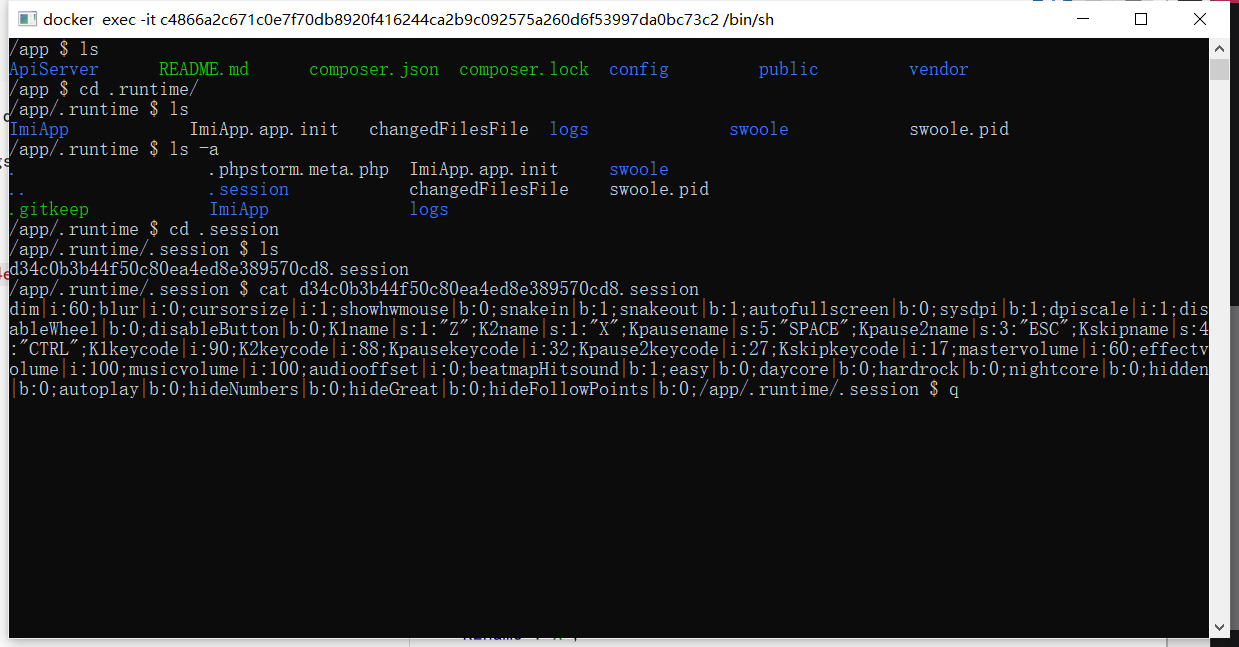 docker exec -it c4866a2c671c0e7f70db8920f416244ca2b9c092575a260d6f53997da0bc73c2 /bin/sh
/app $ ls
ApiServer README.md composer.json composer.lock config public vendor
/app $ cd .runtime/
/app/.runtime $ ls
ImiApp ImiApp.app.init changedFilesFile logs swoole swoole.pid
/app/.runtime $ ls -a
. .phpstorm.meta.php ImiApp.app.init swoole
.. .session changedFilesFile swoole.pid
.gitkeep ImiApp logs
/app/.runtime $ cd .session
/app/.runtime/.session $ ls
d34c0b3b44f50c80ea4ed8e389570cd8.session
/app/.runtime/.session $ cat d34c0b3b44f50c80ea4ed8e389570cd8.session
dim|i:60;blur|i:0;cursorsize|i:1;showhwmouse|b:0;snakein|b:1;snakeout|b:1;autofullscreen|b:0;sysdpi|b:1;dpiscale|i:1;dis
ableWheel|b:0;disableButton|b:0;K1name|s:1:"Z";K2name|s:1:"X";Kpausename|s:5:"SPACE";Kpause2name|s:3:"ESC";Kskipname|s:4
:"CTRL";K1keycode|i:90;K2keycode|i:88;Kpausekeycode|i:32;Kpause2keycode|i:27;Kskipkeycode|i:17;mastervolume|i:60;effectv
olume|i:100;musicvolume|i:100;audiooffset|i:0;beatmapHitsound|b:1;easy|b:0;daycore|b:0;hardrock|b:0;nightcore|b:0;hidden
|b:0;autoplay|b:0;hideNumbers|b:0;hideGreat|b:0;hideFollowPoints|b:0;/app/.runtime/.session $ q